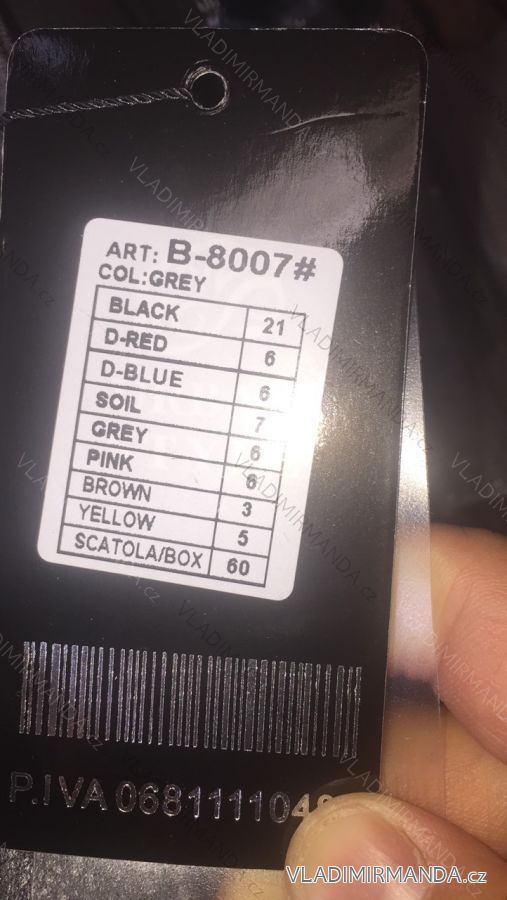 ART: B-8007#
COL:GREY
BLACK 21
D-RED 6
D-BLUE 6
SOIL 7
GREY 6
PINK 6
BROWN 3
YELLOW 5
SCATOLA/BOX 60
P.IVA 068111104
VLADIMIRMANDA.cz